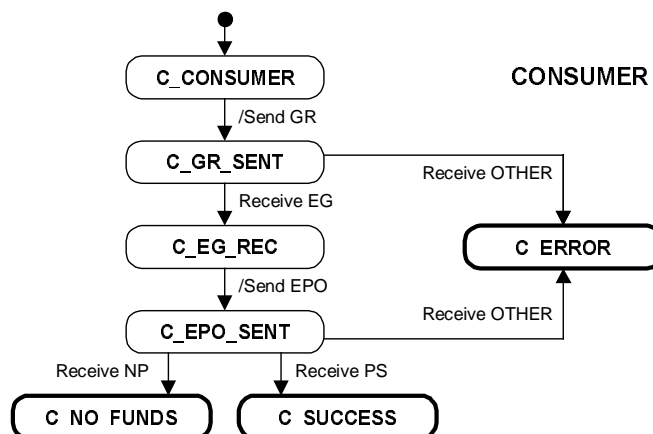 C_CONSUMER
CONSUMER
/Send GR
C_GR_SENT
Receive OTHER
Receive EG
C_EG_REC
C ERROR
/Send EPO
Receive OTHER
C_EPO_SENT
Receive NP
Receive PS
C NO FUNDS
C SUCCESS